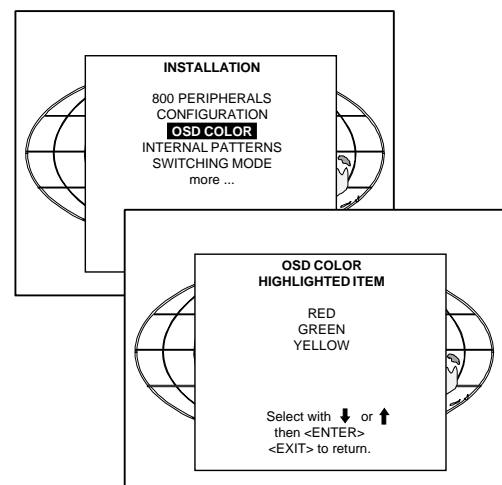 INSTALLATION
800 PERIPHERALS
CONFIGURATION
OSD COLOR
INTERNAL PATTERNS
SWITCHING MODE
more ...
OSD COLOR
HIGHLIGHTED ITEM
RED
GREEN
YELLOW
Select with ⬇ or ⬆
then <ENTER>
<EXIT> to return.